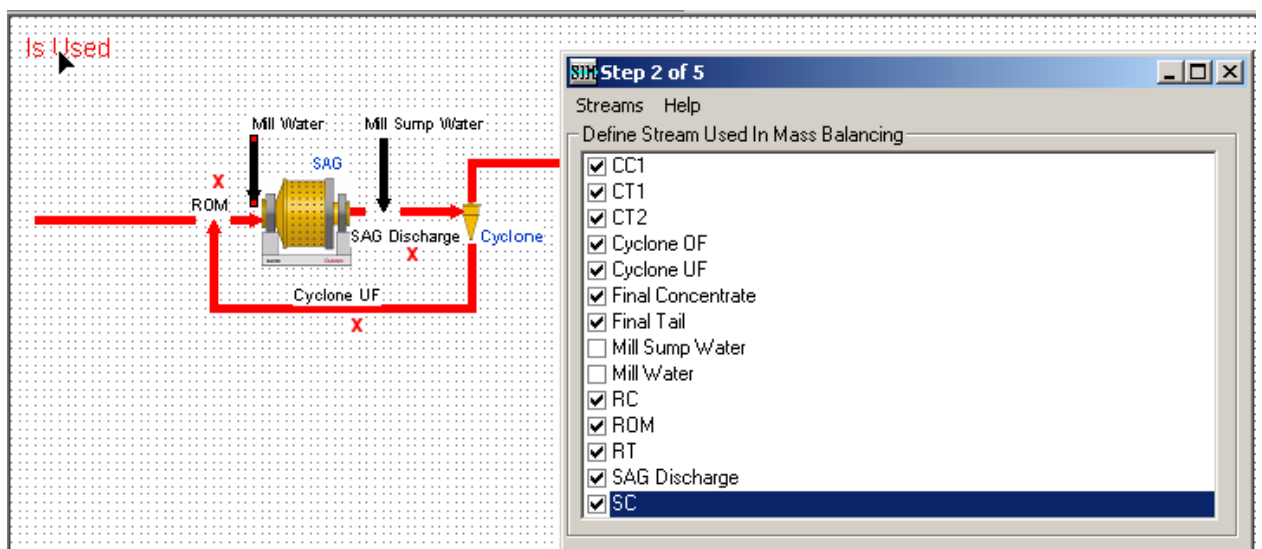 Is Used
Mill Water
Mill Sump Water
SAG
X
ROM
SAG Discharge
Cyclone
X
Cyclone UF
X
SIM Step 2 of 5
Streams Help
Define Stream Used In Mass Balancing
CC1
CT1
CT2
Cyclone OF
Cyclone UF
Final Concentrate
Final Tail
Mill Sump Water
Mill Water
RC
ROM
RT
SAG Discharge
SC